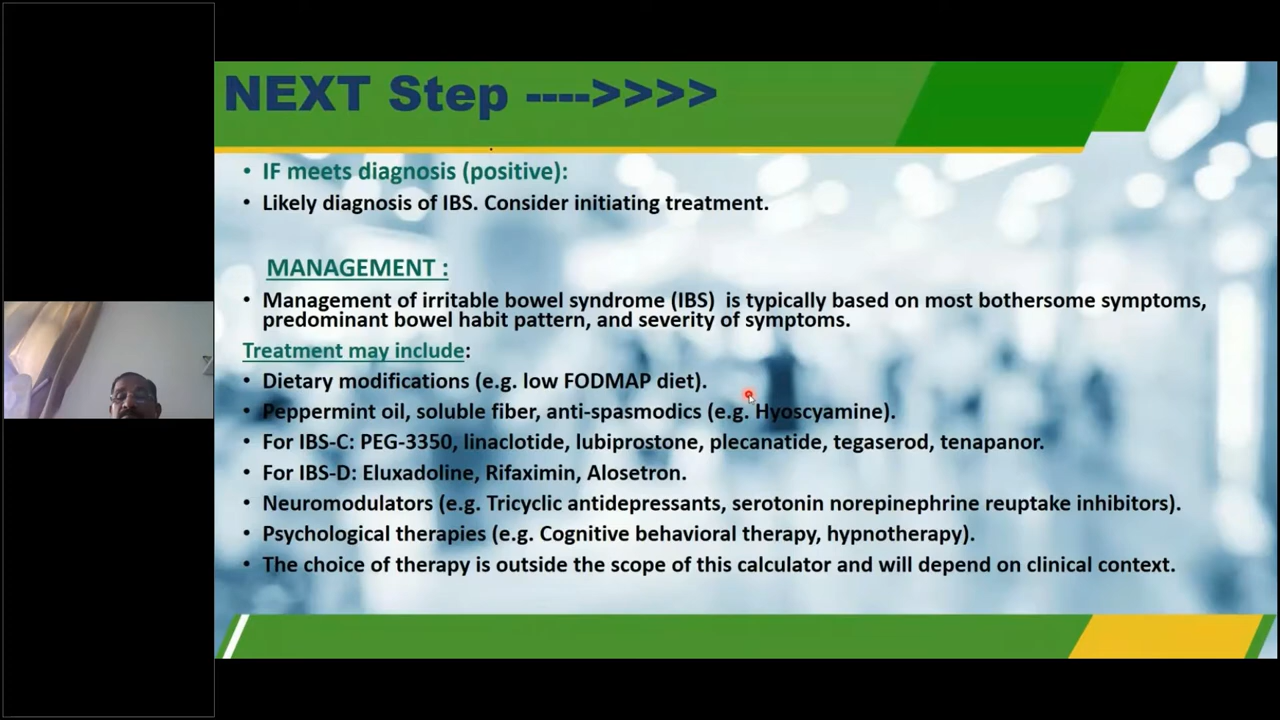 NEXT Step ---->>>>
• IF meets diagnosis (positive):
• Likely diagnosis of IBS. Consider initiating treatment.
MANAGEMENT :
• Management of irritable bowel syndrome (IBS) is typically based on most bothersome symptoms,
predominant bowel habit pattern, and severity of symptoms.
Treatment may include:
• Dietary modifications (e.g. low FODMAP diet).
• Peppermint oil, soluble fiber, anti-spasmodics (e.g. Hyoscyamine).
• For IBS-C: PEG-3350, linaclotide, lubiprostone, plecanatide, tegaserod, tenapanor.
• For IBS-D: Eluxadoline, Rifaximin, Alosetron.
• Neuromodulators (e.g. Tricyclic antidepressants, serotonin norepinephrine reuptake inhibitors).
• Psychological therapies (e.g. Cognitive behavioral therapy, hypnotherapy).
• The choice of therapy is outside the scope of this calculator and will depend on clinical context.